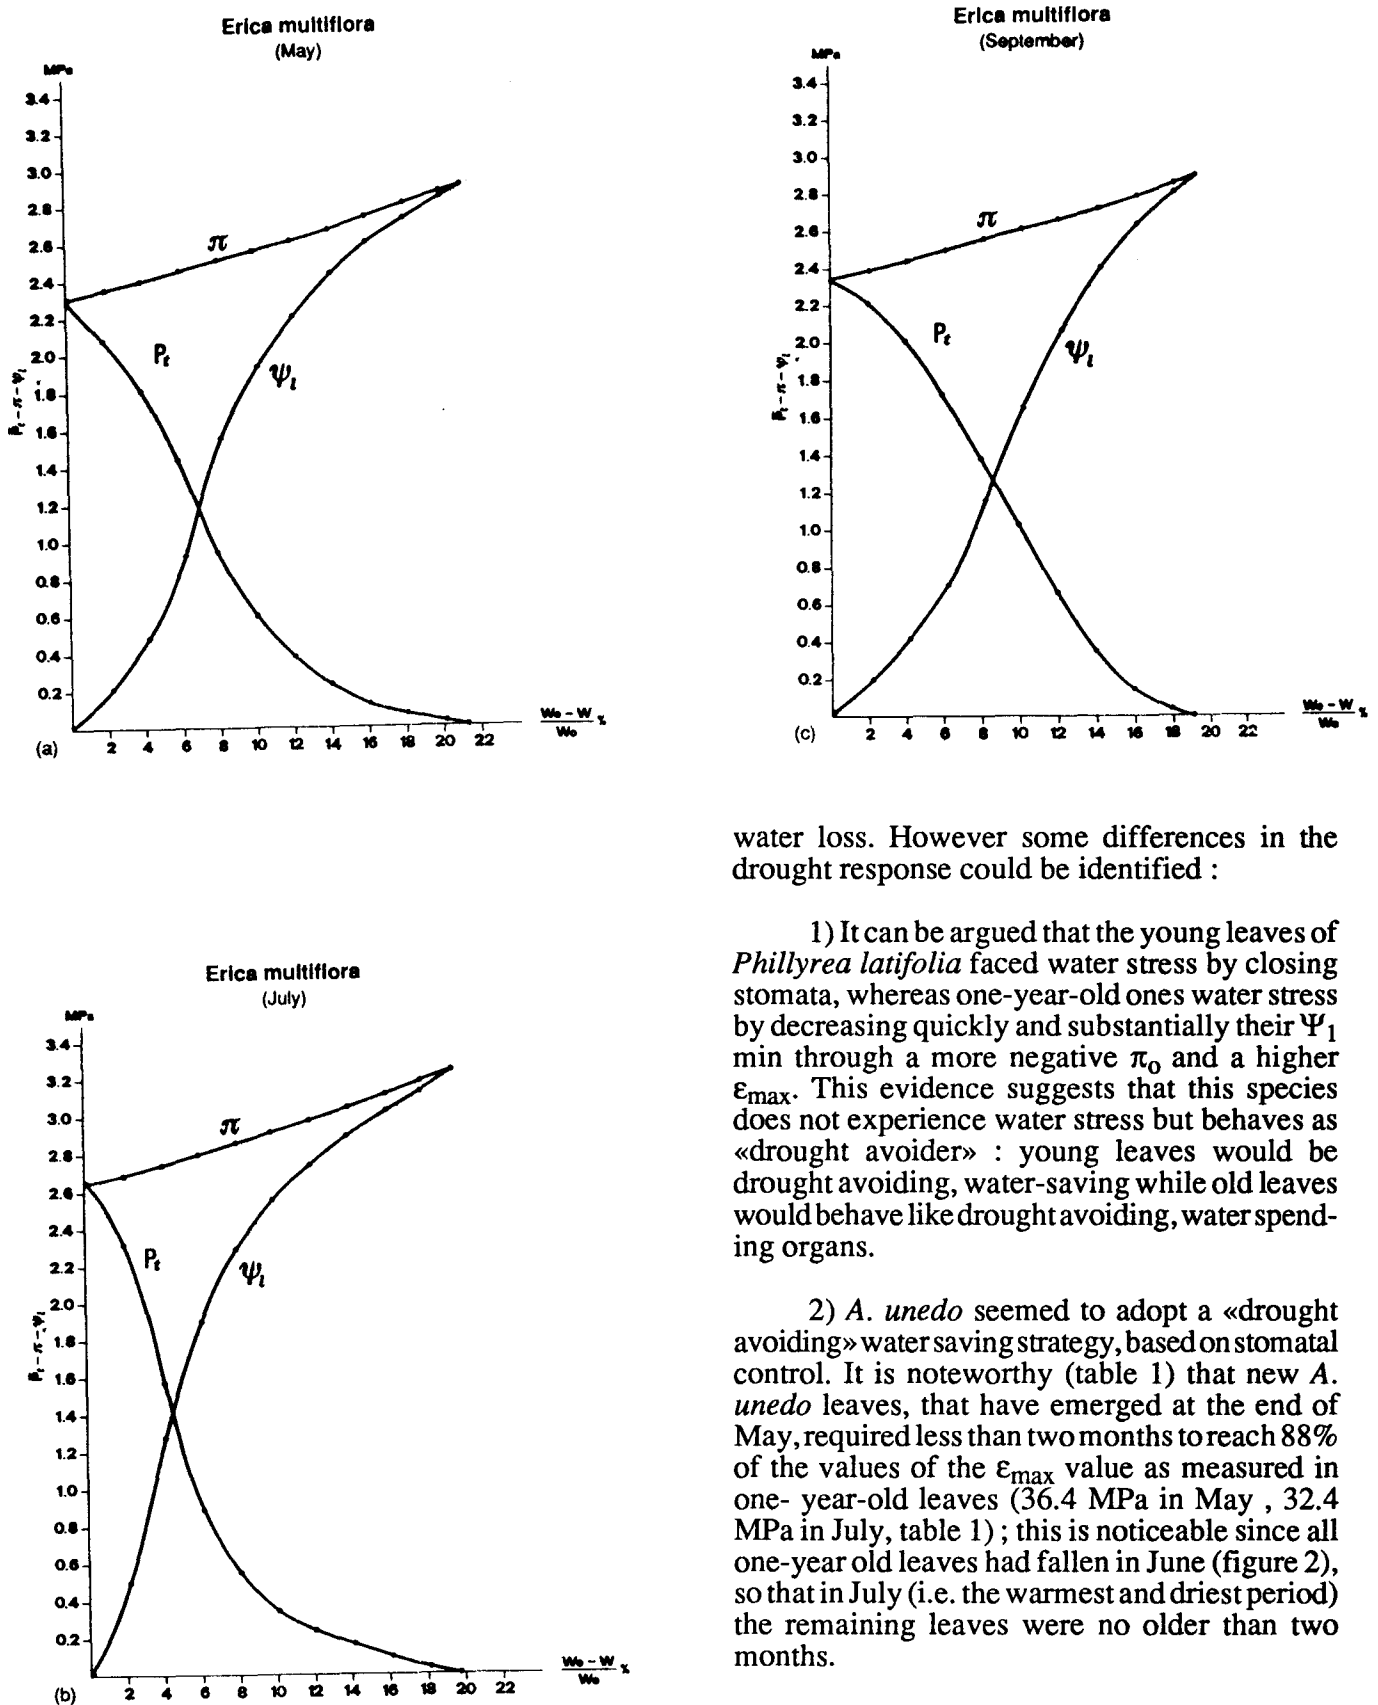 Erica multiflora
(May)
MPa
3.4
3.2
3.0
2.8
2.6
2.4
2.2
2.0
1.8
1.6
1.4
1.2
1.0
0.8
0.6
0.4
0.2
π
Pt
Ψl
Pt – π – Ψl
2 4 6 8 10 12 14 16 18 20 22
Wo – W
Wo %
(a)
Erica multiflora
(September)
MPa
3.4
3.2
3.0
2.8
2.6
2.4
2.2
2.0
1.8
1.6
1.4
1.2
1.0
0.8
0.6
0.4
0.2
π
Pt
Ψl
Pt – π – Ψl
2 4 6 8 10 12 14 16 18 20 22
Wo – W
Wo %
(c)
Erica multiflora
(July)
MPa
3.4
3.2
3.0
2.8
2.6
2.4
2.2
2.0
1.8
1.6
1.4
1.2
1.0
0.8
0.6
0.4
0.2
π
Pt
Ψl
Pt – π – Ψl
2 4 6 8 10 12 14 16 18 20 22
Wo – W
Wo %
(b)
water loss. However some differences in the
drought response could be identified :
1) It can be argued that the young leaves of
Phillyrea latifolia faced water stress by closing
stomata, whereas one-year-old ones water stress
by decreasing quickly and substantially their Ψ1
min through a more negative πo and a higher
εmax. This evidence suggests that this species
does not experience water stress but behaves as
«drought avoider» : young leaves would be
drought avoiding, water-saving while old leaves
would behave like drought avoiding, water spend-
ing organs.
2) A. unedo seemed to adopt a «drought
avoiding» water saving strategy, based on stomatal
control. It is noteworthy (table 1) that new A.
unedo leaves, that have emerged at the end of
May, required less than two months to reach 88%
of the values of the εmax value as measured in
one- year-old leaves (36.4 MPa in May , 32.4
MPa in July, table 1) ; this is noticeable since all
one-year old leaves had fallen in June (figure 2),
so that in July (i.e. the warmest and driest period)
the remaining leaves were no older than two
months.